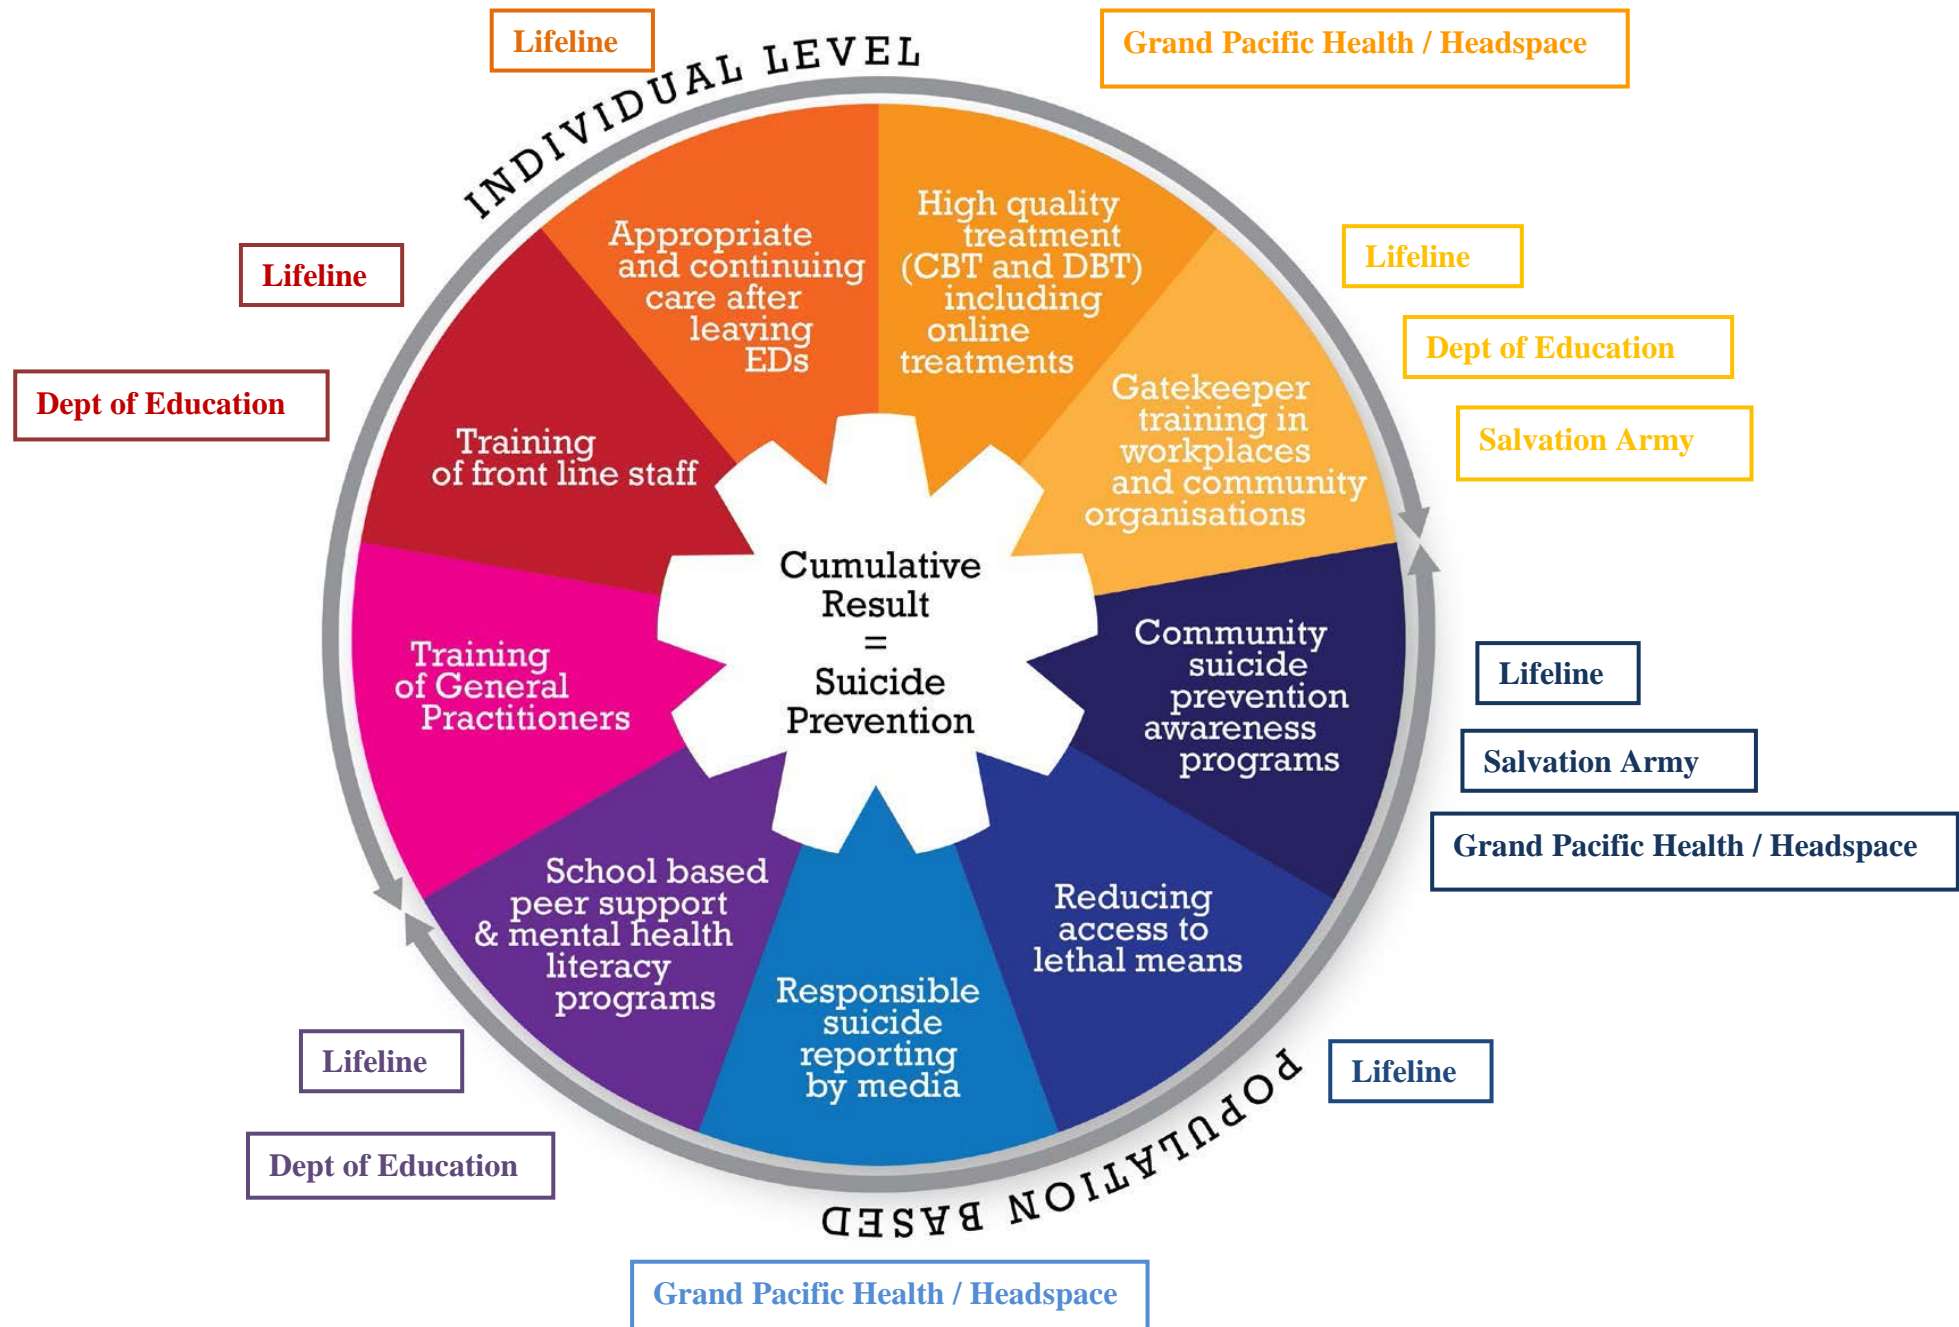 Lifeline
Grand Pacific Health / Headspace
INDIVIDUAL LEVEL
Lifeline
Dept of Education
Lifeline
Dept of Education
Salvation Army
Appropriate
and continuing
care after
leaving
EDs
High quality
treatment
(CBT and DBT)
including
online
treatments
Gatekeeper
training in
workplaces
and community
organisations
Training
of front line staff
Cumulative
Result
=
Suicide
Prevention
Training
of General
Practitioners
Community
suicide
prevention
awareness
programs
Lifeline
Salvation Army
Grand Pacific Health / Headspace
School based
peer support
& mental health
literacy
programs
Responsible
suicide
reporting
by media
Reducing
access to
lethal means
Lifeline
Dept of Education
Lifeline
POPULATION BASED
Grand Pacific Health / Headspace